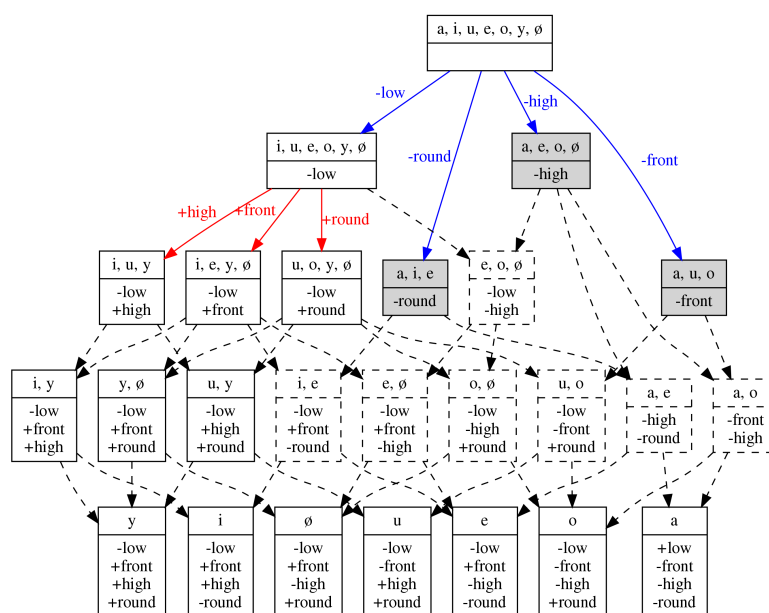 a, i, u, e, o, y, ø
-low
-high
-round
-front
i, u, e, o, y, ø
-low
a, e, o, ø
-high
+high
+front
+round
i, u, y
-low
+high
i, e, y, ø
-low
+front
u, o, y, ø
-low
+round
a, i, e
-round
e, o, ø
-low
-high
a, u, o
-front
i, y
-low
+front
+high
y, ø
-low
+front
+round
u, y
-low
+high
+round
i, e
-low
+front
-round
e, ø
-low
+front
-high
o, ø
-low
-high
+round
u, o
-low
-front
+round
a, e
-high
-round
a, o
-front
-high
y
-low
+front
+high
+round
i
-low
+front
+high
-round
ø
-low
+front
-high
+round
u
-low
-front
+high
+round
e
-low
+front
-high
-round
o
-low
-front
-high
+round
a
+low
-front
-high
-round